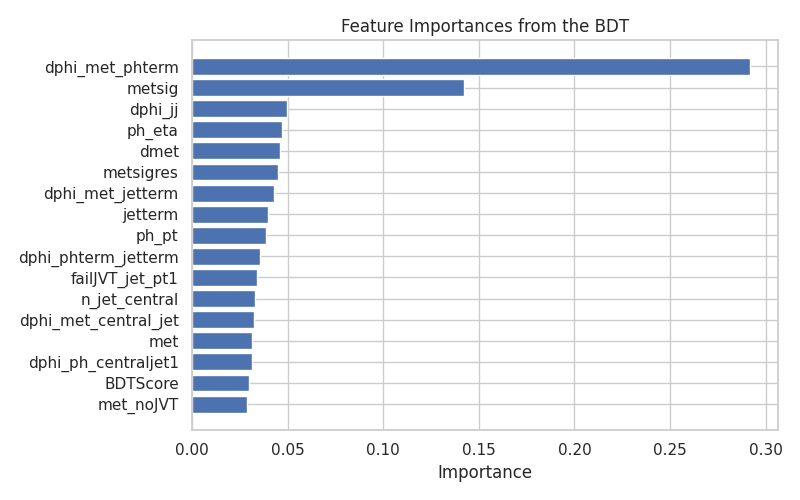 Feature Importances from the BDT
dphi_met_phterm
metsig
dphi_jj
ph_eta
dmet
metsigres
dphi_met_jetterm
jetterm
ph_pt
dphi_phterm_jetterm
failJVT_jet_pt1
n_jet_central
dphi_met_central_jet
met
dphi_ph_centraljet1
BDTScore
met_noJVT
0.00 0.05 0.10 0.15 0.20 0.25 0.30
Importance